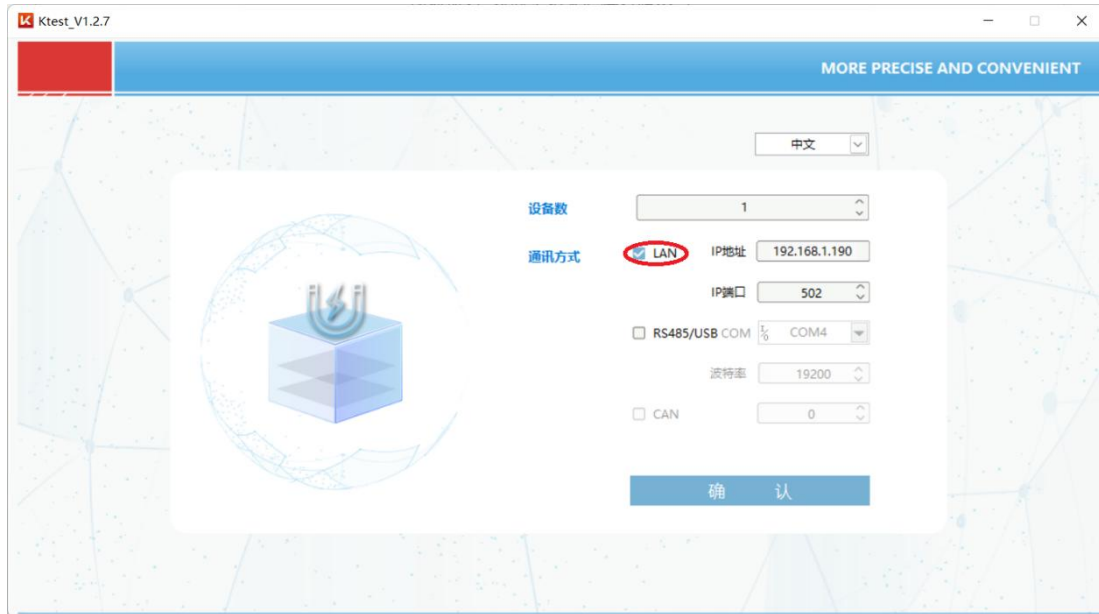 Ktest_V1.2.7
MORE PRECISE AND CONVENIENT
中文
设备数 1
通讯方式 LAN IP地址 192.168.1.190
IP端口 502
RS485/USB COM COM4
波特率 19200
CAN 0
确 认